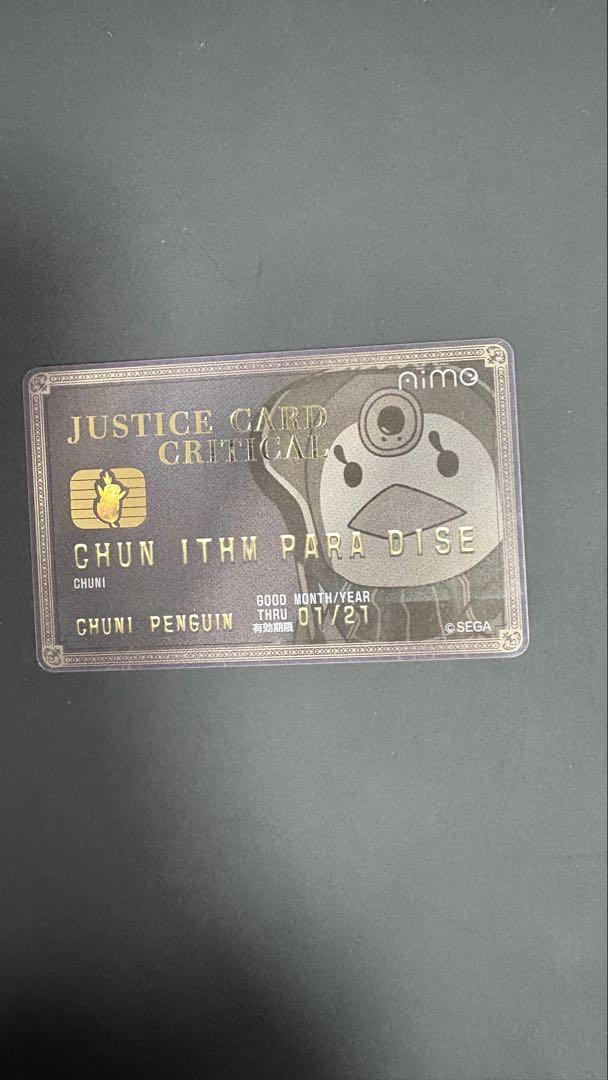 Aime
JUSTICE CARD
CRITICAL
CHUN ITHM PARA DISE
CHUNI
GOOD MONTH/YEAR
THRU 01/21
有効期限
CHUNI PENGUIN
©SEGA